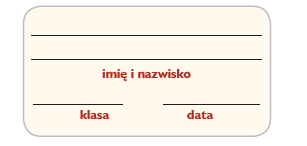 imię i nazwisko
klasa data